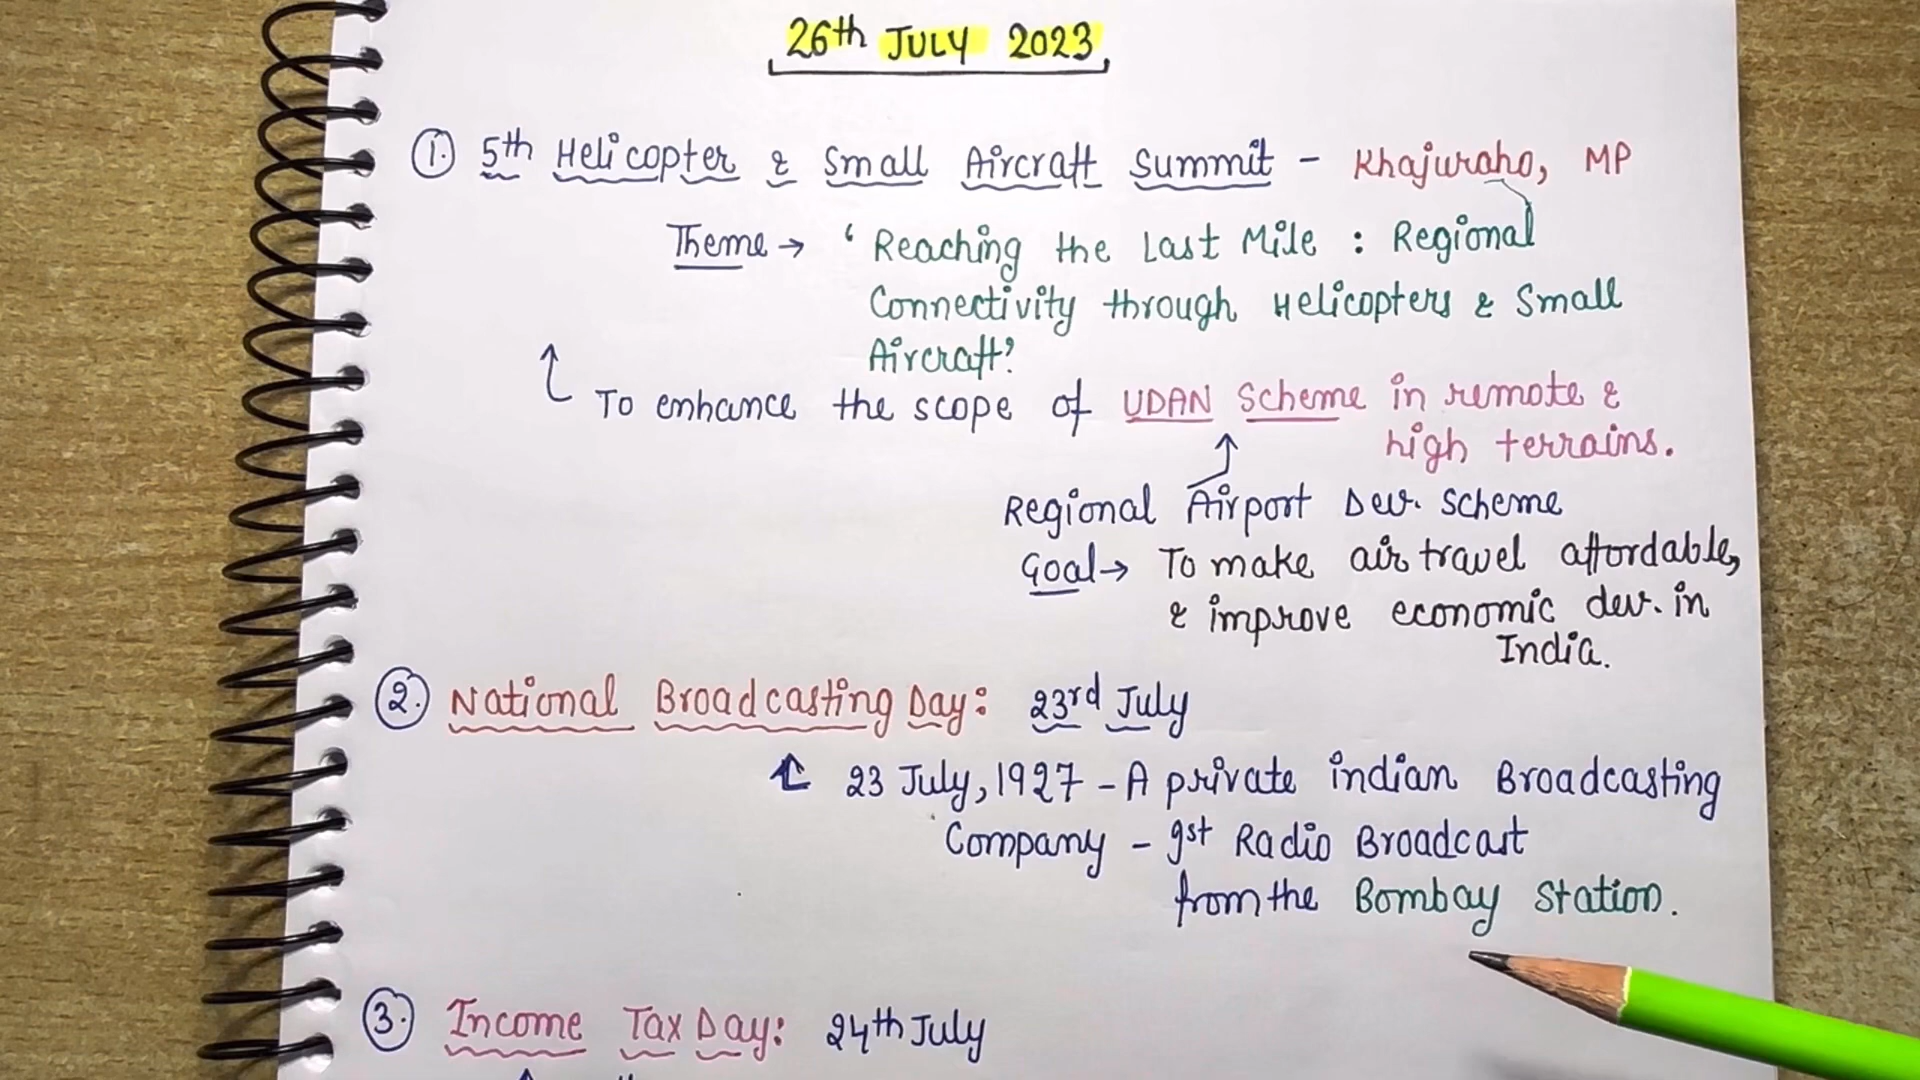 26th JULY 2023
1. 5th Helicopter & Small Aircraft Summit - Khajuraho, MP
Theme → 'Reaching the Last Mile : Regional
Connectivity through Helicopters & Small
Aircraft'
To enhance the scope of UDAN Scheme in remote &
high terrains.
Regional Airport Dev. Scheme
Goal → To make air travel affordable,
& improve economic dev. in
India.
2. National Broadcasting Day: 23rd July
23 July, 1927 - A private indian Broadcasting
Company - Ist Radio Broadcast
from the Bombay Station.
3. Income Tax Day: 24th July